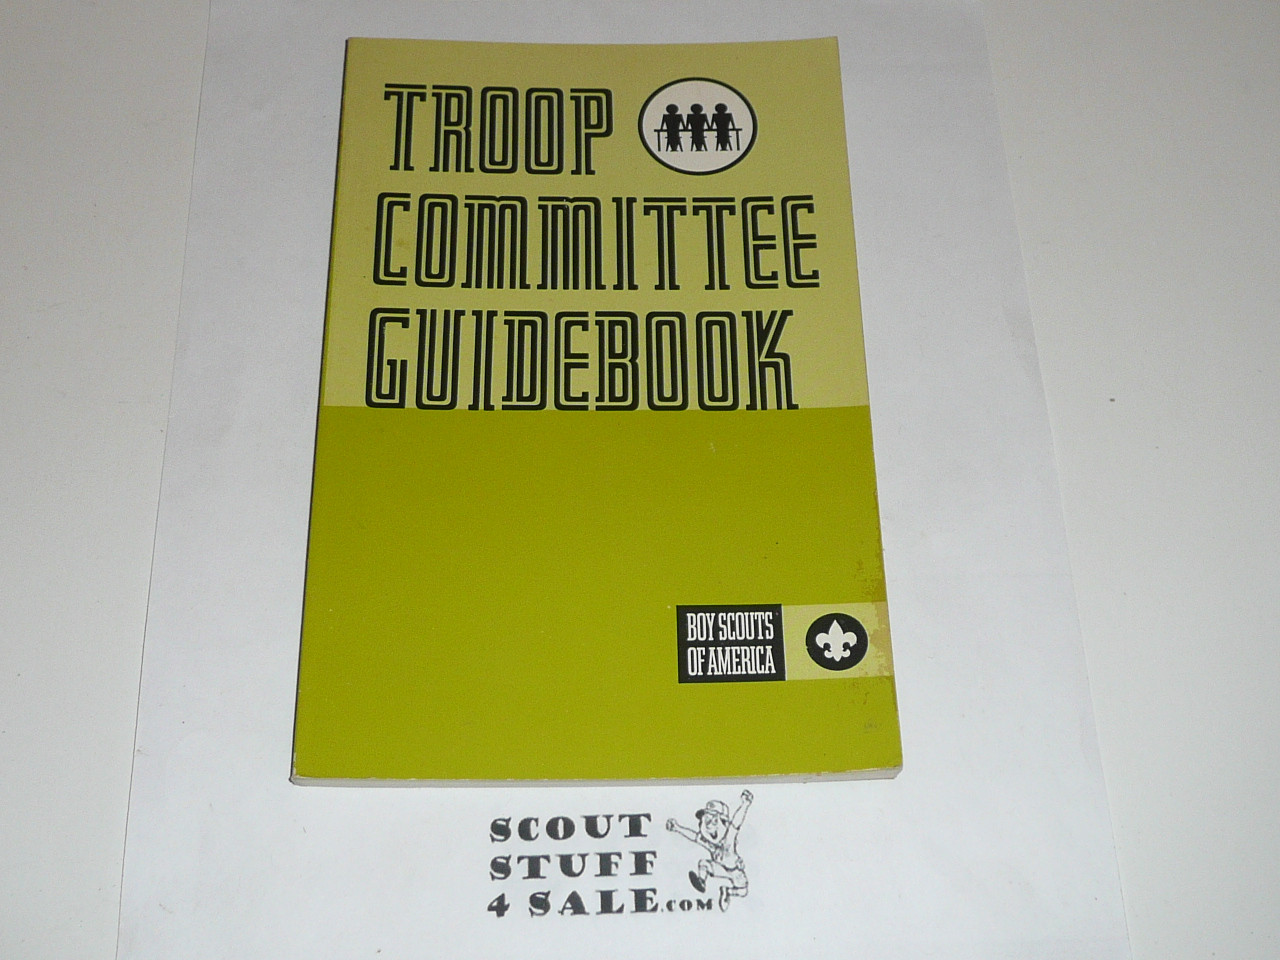 TROOP
COMMITTEE
GUIDEBOOK
BOY SCOUTS
OF AMERICA
SCOUT
STUFF
4 SALE.COM